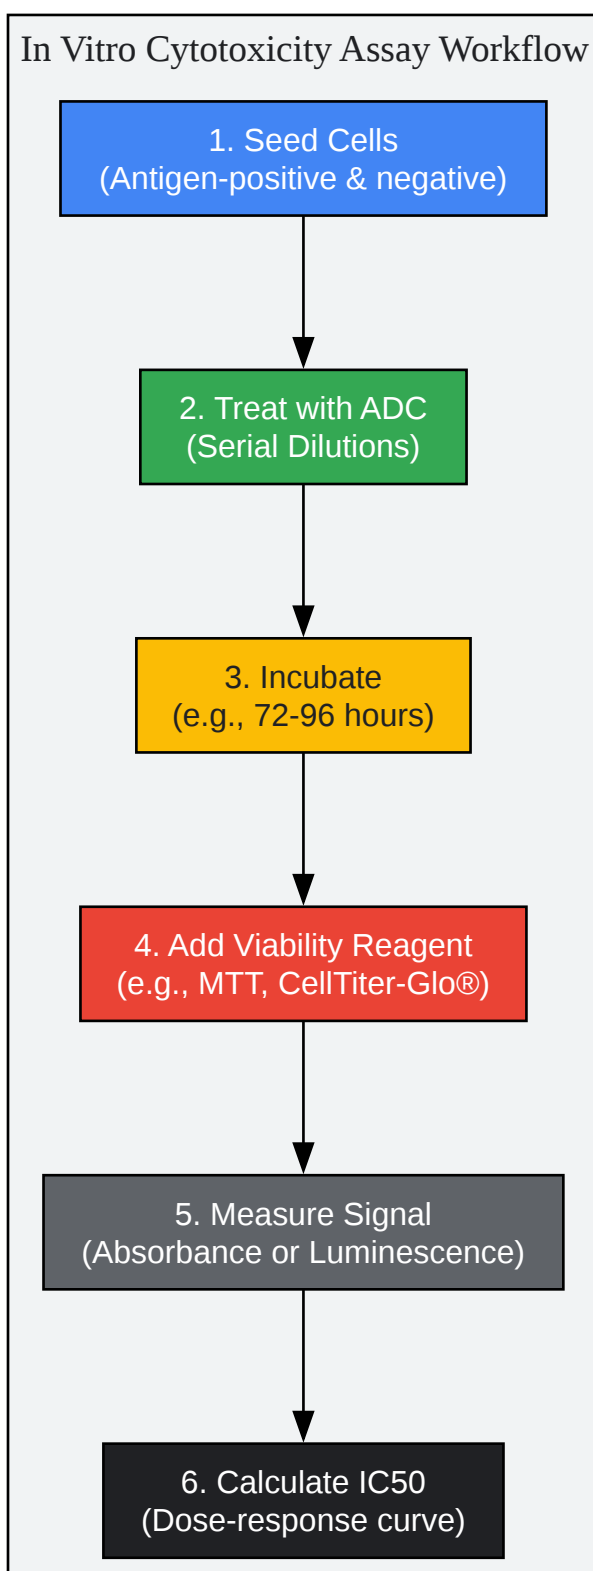 In Vitro Cytotoxicity Assay Workflow
1. Seed Cells
(Antigen-positive & negative)
2. Treat with ADC
(Serial Dilutions)
3. Incubate
(e.g., 72-96 hours)
4. Add Viability Reagent
(e.g., MTT, CellTiter-Glo®)
5. Measure Signal
(Absorbance or Luminescence)
6. Calculate IC50
(Dose-response curve)